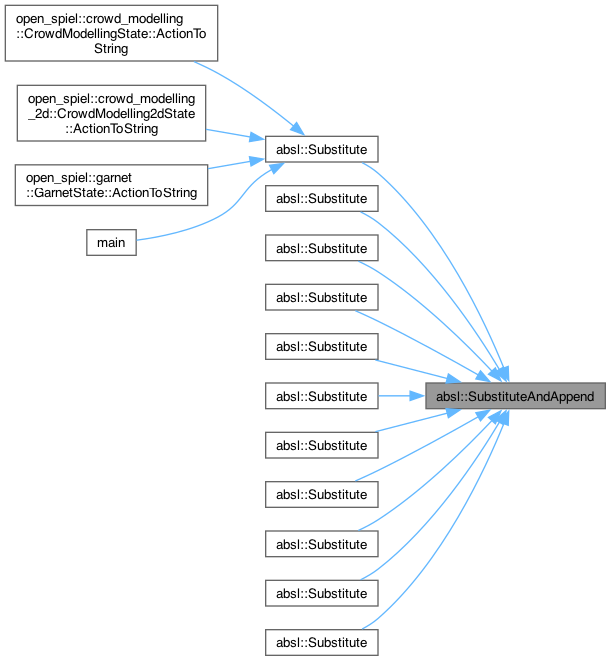 open_spiel::crowd_modelling
::CrowdModellingState::ActionTo
String
open_spiel::crowd_modelling
_2d::CrowdModelling2dState
::ActionToString
absl::Substitute
open_spiel::garnet
::GarnetState::ActionToString
absl::Substitute
main
absl::Substitute
absl::Substitute
absl::Substitute
absl::Substitute
absl::SubstituteAndAppend
absl::Substitute
absl::Substitute
absl::Substitute
absl::Substitute
absl::Substitute